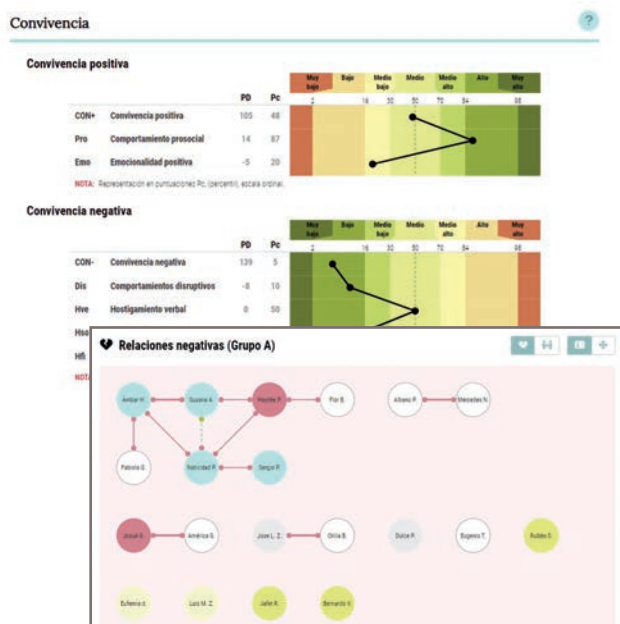 Convivencia
?
Convivencia positiva
Muy bajo Bajo Medio bajo Medio Medio alto Alto Muy alto
PD Pc 2 16 30 50 70 84 98
CON+ Convivencia positiva 105 48
Pro Comportamiento prosocial 14 87
Emo Emocionalidad positiva -5 20
NOTA: Representación en puntuaciones Pc, (percentil), escala ordinal.
Convivencia negativa
Muy bajo Bajo Medio bajo Medio Medio alto Alto Muy alto
PD Pc 2 16 30 50 70 84 98
CON- Convivencia negativa 139 5
Dis Comportamientos disruptivos -8 10
Hve Hostigamiento verbal 0 50
Hso
Hfi
NOTA
Relaciones negativas (Grupo A)
Ámbar H. Susana A. Haydée P. Flor B. Albano P. Mercedes N.
Fabiola G. Natividad P. Sergio P.
Josué G. América G. Jose L. Z. Otilia B. Dulce P. Eugenio T. Rubén S.
Eufemia d. Luis M. Z. Jafet R. Bernardo V.